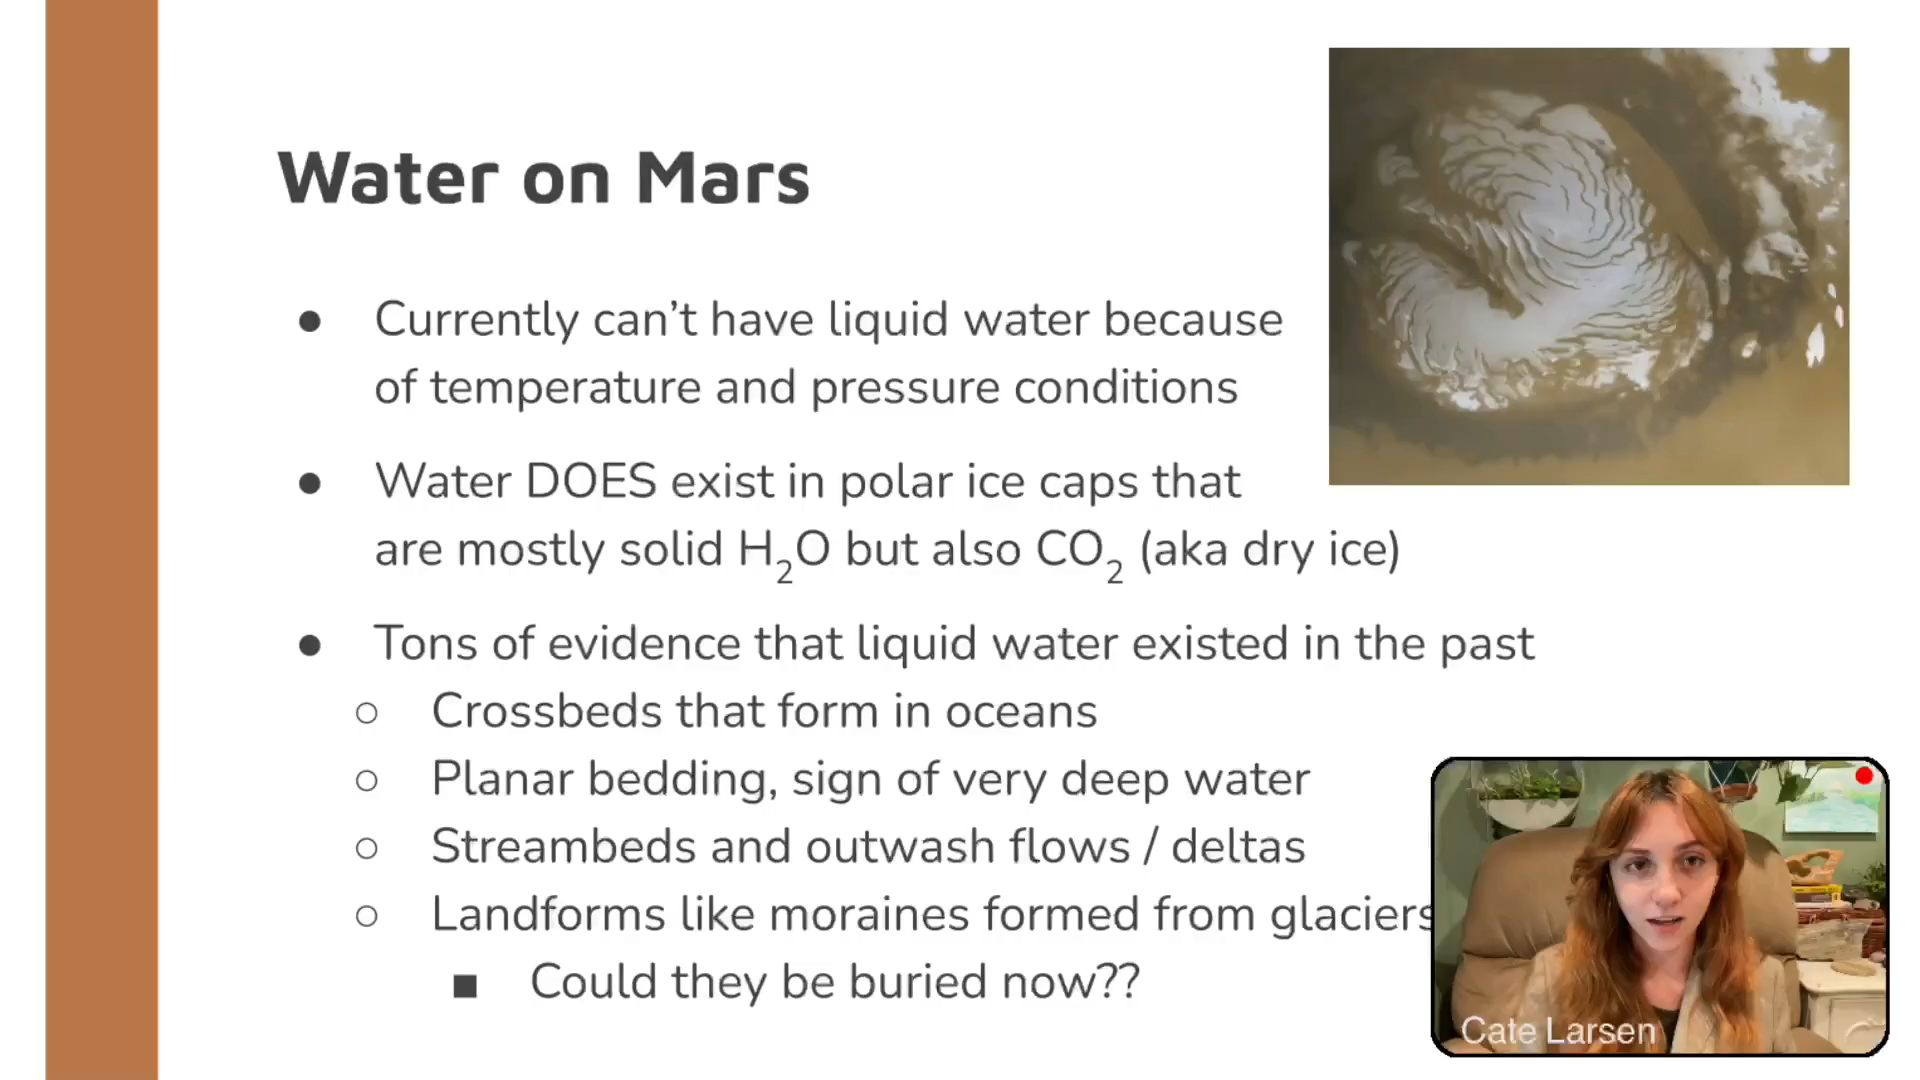 Water on Mars
● Currently can’t have liquid water because
of temperature and pressure conditions
● Water DOES exist in polar ice caps that
are mostly solid H₂O but also CO₂ (aka dry ice)
● Tons of evidence that liquid water existed in the past
○ Crossbeds that form in oceans
○ Planar bedding, sign of very deep water
○ Streambeds and outwash flows / deltas
○ Landforms like moraines formed from glaciers
■ Could they be buried now??
Cate Larsen